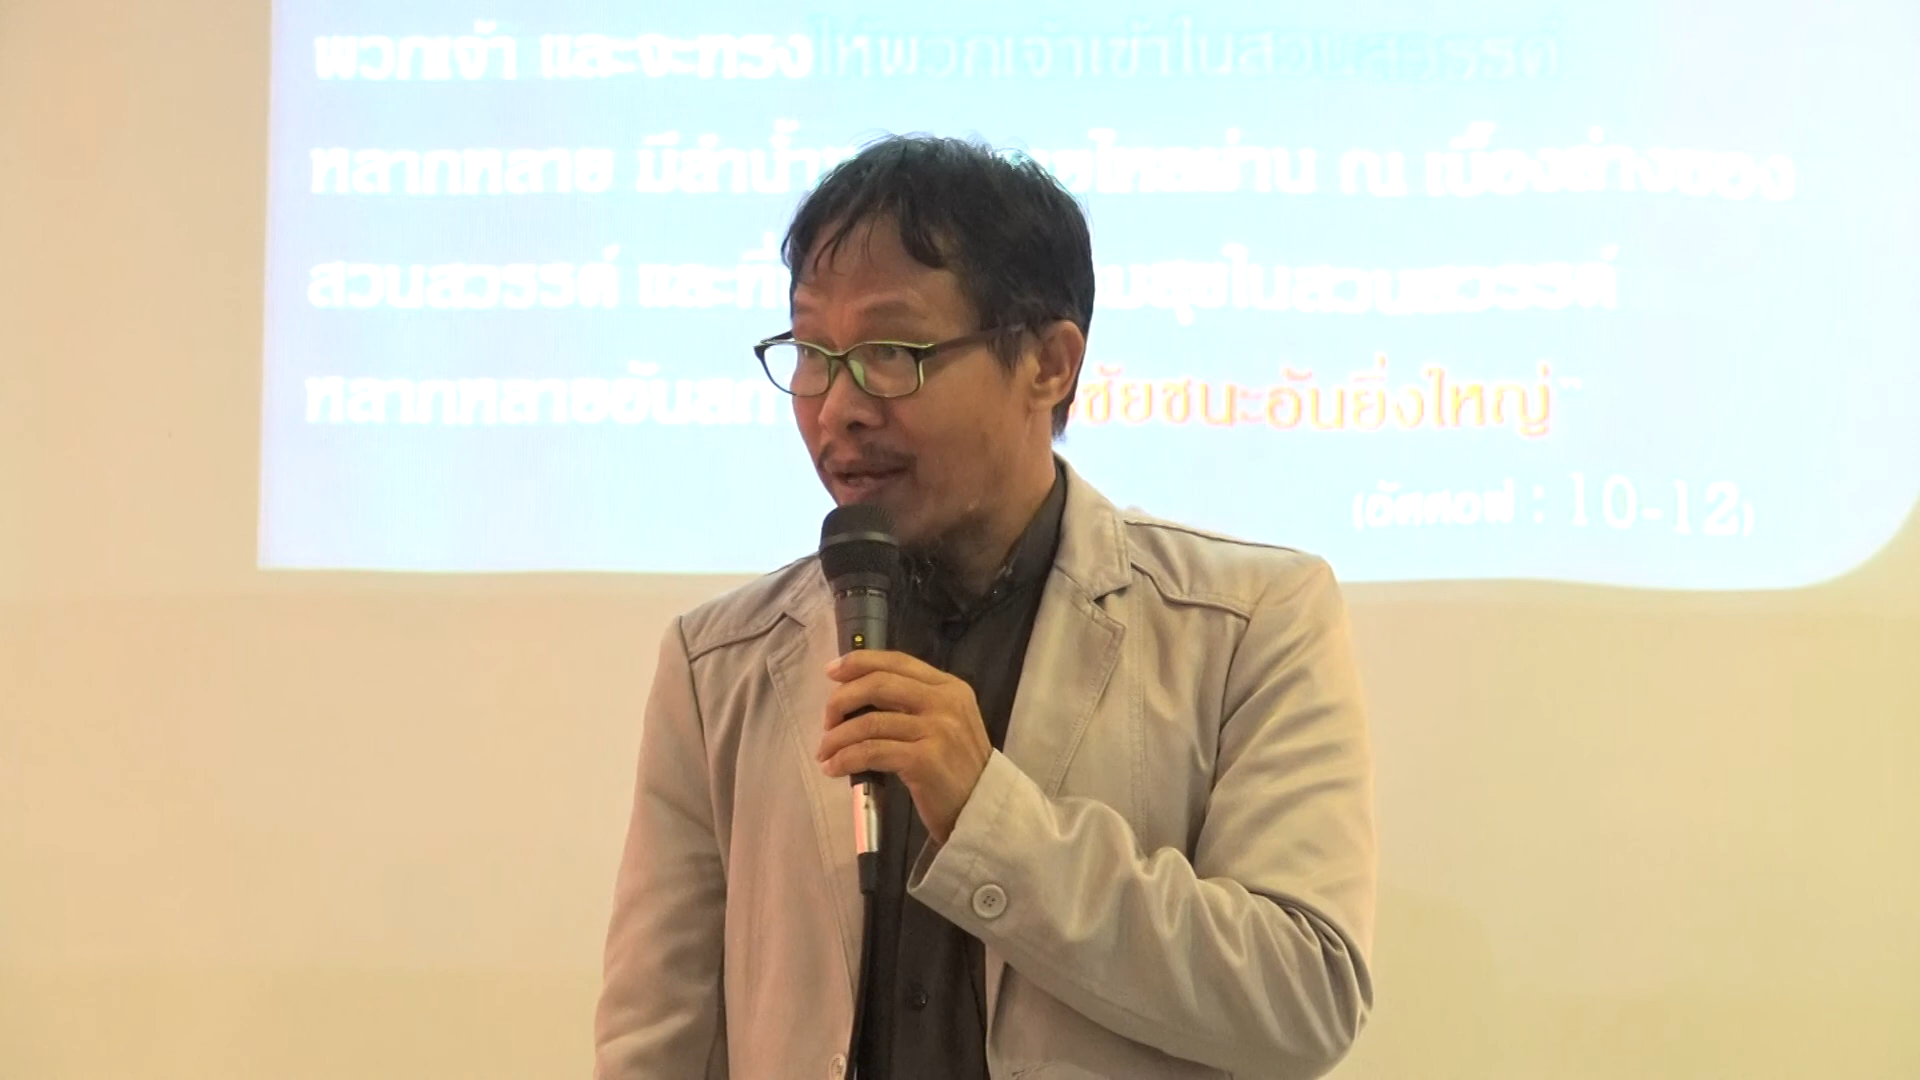 พวกเจ้า และจะทรงให้พวกเจ้าเข้าในสวนสวรรค์
หลากหลาย มีลำน้ำ ไหลผ่าน ณ เบื้องล่างของ
สวนสวรรค์ และที่ ในสวนสวรรค์
หลากหลายอัน ชัยชนะอันยิ่งใหญ่"
(อัศศอฟ : 10-12)